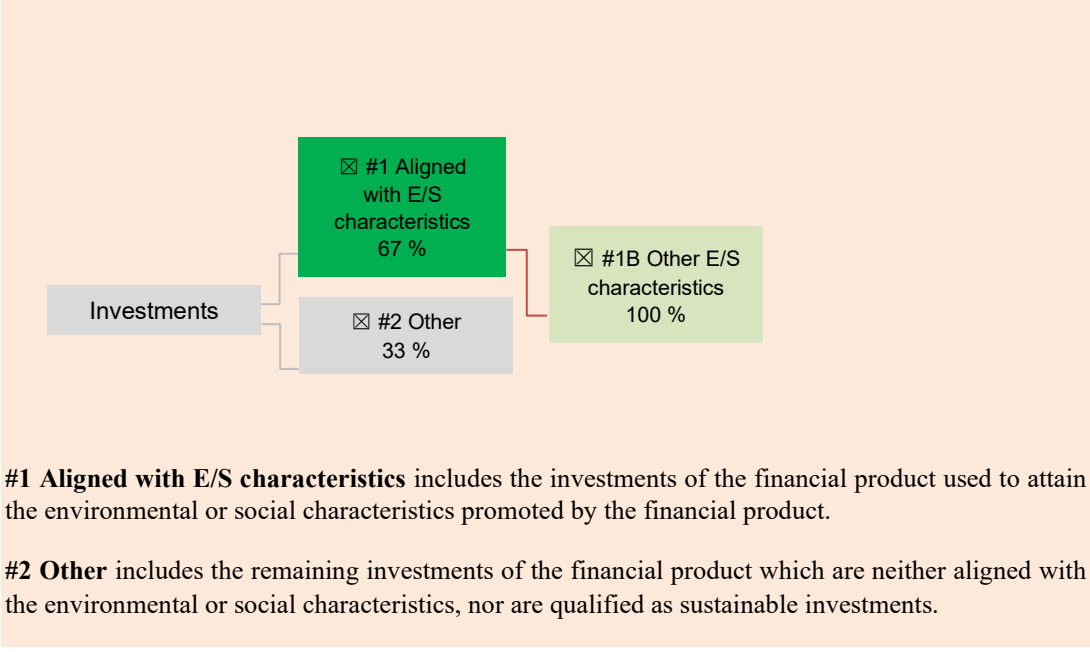 ☒ #1 Aligned
with E/S
characteristics
67 %
☒ #1B Other E/S
characteristics
100 %
Investments
☒ #2 Other
33 %
#1 Aligned with E/S characteristics includes the investments of the financial product used to attain
the environmental or social characteristics promoted by the financial product.
#2 Other includes the remaining investments of the financial product which are neither aligned with
the environmental or social characteristics, nor are qualified as sustainable investments.